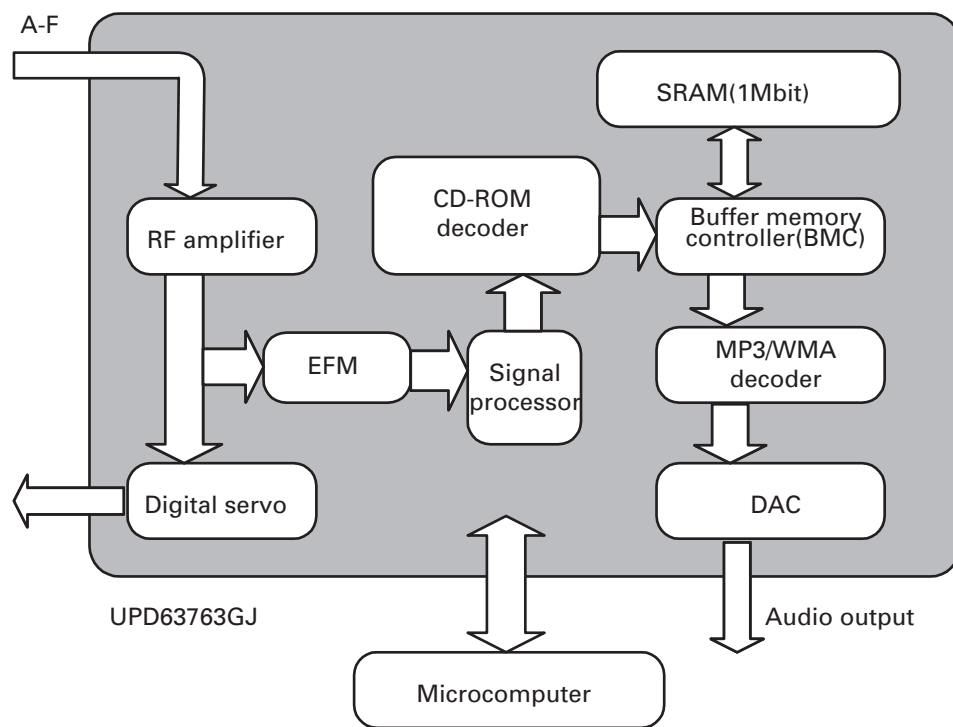 A-F
SRAM(1Mbit)
CD-ROM
decoder
Buffer memory
controller(BMC)
RF amplifier
EFM
Signal
processor
MP3/WMA
decoder
Digital servo
DAC
UPD63763GJ
Audio output
Microcomputer